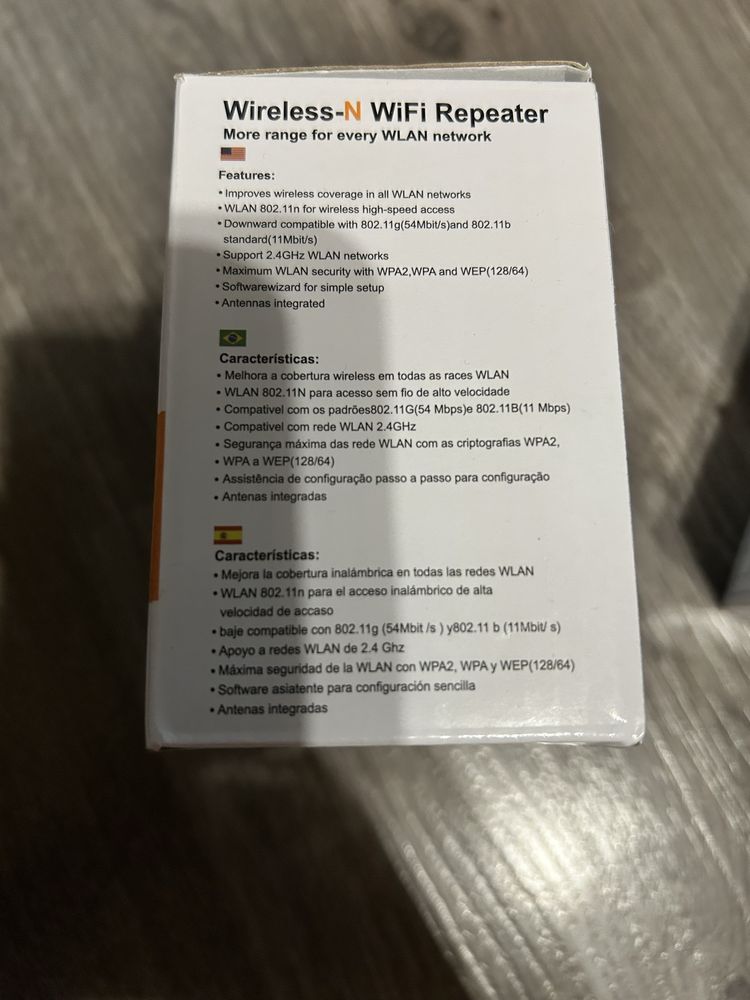 Wireless-N WiFi Repeater
More range for every WLAN network
Features:
• Improves wireless coverage in all WLAN networks
• WLAN 802.11n for wireless high-speed access
• Downward compatible with 802.11g(54Mbit/s)and 802.11b
standard(11Mbit/s)
• Support 2.4GHz WLAN networks
• Maximum WLAN security with WPA2,WPA and WEP(128/64)
• Softwarewizard for simple setup
• Antennas integrated
Características:
• Melhora a cobertura wireless em todas as races WLAN
• WLAN 802.11N para acesso sem fio de alto velocidade
• Compativel com os padrões802.11G(54 Mbps)e 802.11B(11 Mbps)
• Compativel com rede WLAN 2.4GHz
• Segurança máxima das rede WLAN com as criptografias WPA2,
• WPA a WEP(128/64)
• Assistência de configuração passo a passo para configuração
• Antenas integradas
Características:
• Mejora la cobertura inalámbrica en todas las redes WLAN
• WLAN 802.11n para el acceso inalámbrico de alta
velocidad de accaso
• baje compatible con 802.11g (54Mbit /s ) y802.11 b (11Mbit/ s)
• Apoyo a redes WLAN de 2.4 Ghz
• Máxima seguridad de la WLAN con WPA2, WPA y WEP(128/64)
• Software asiatente para configuración sencilla
• Antenas integradas